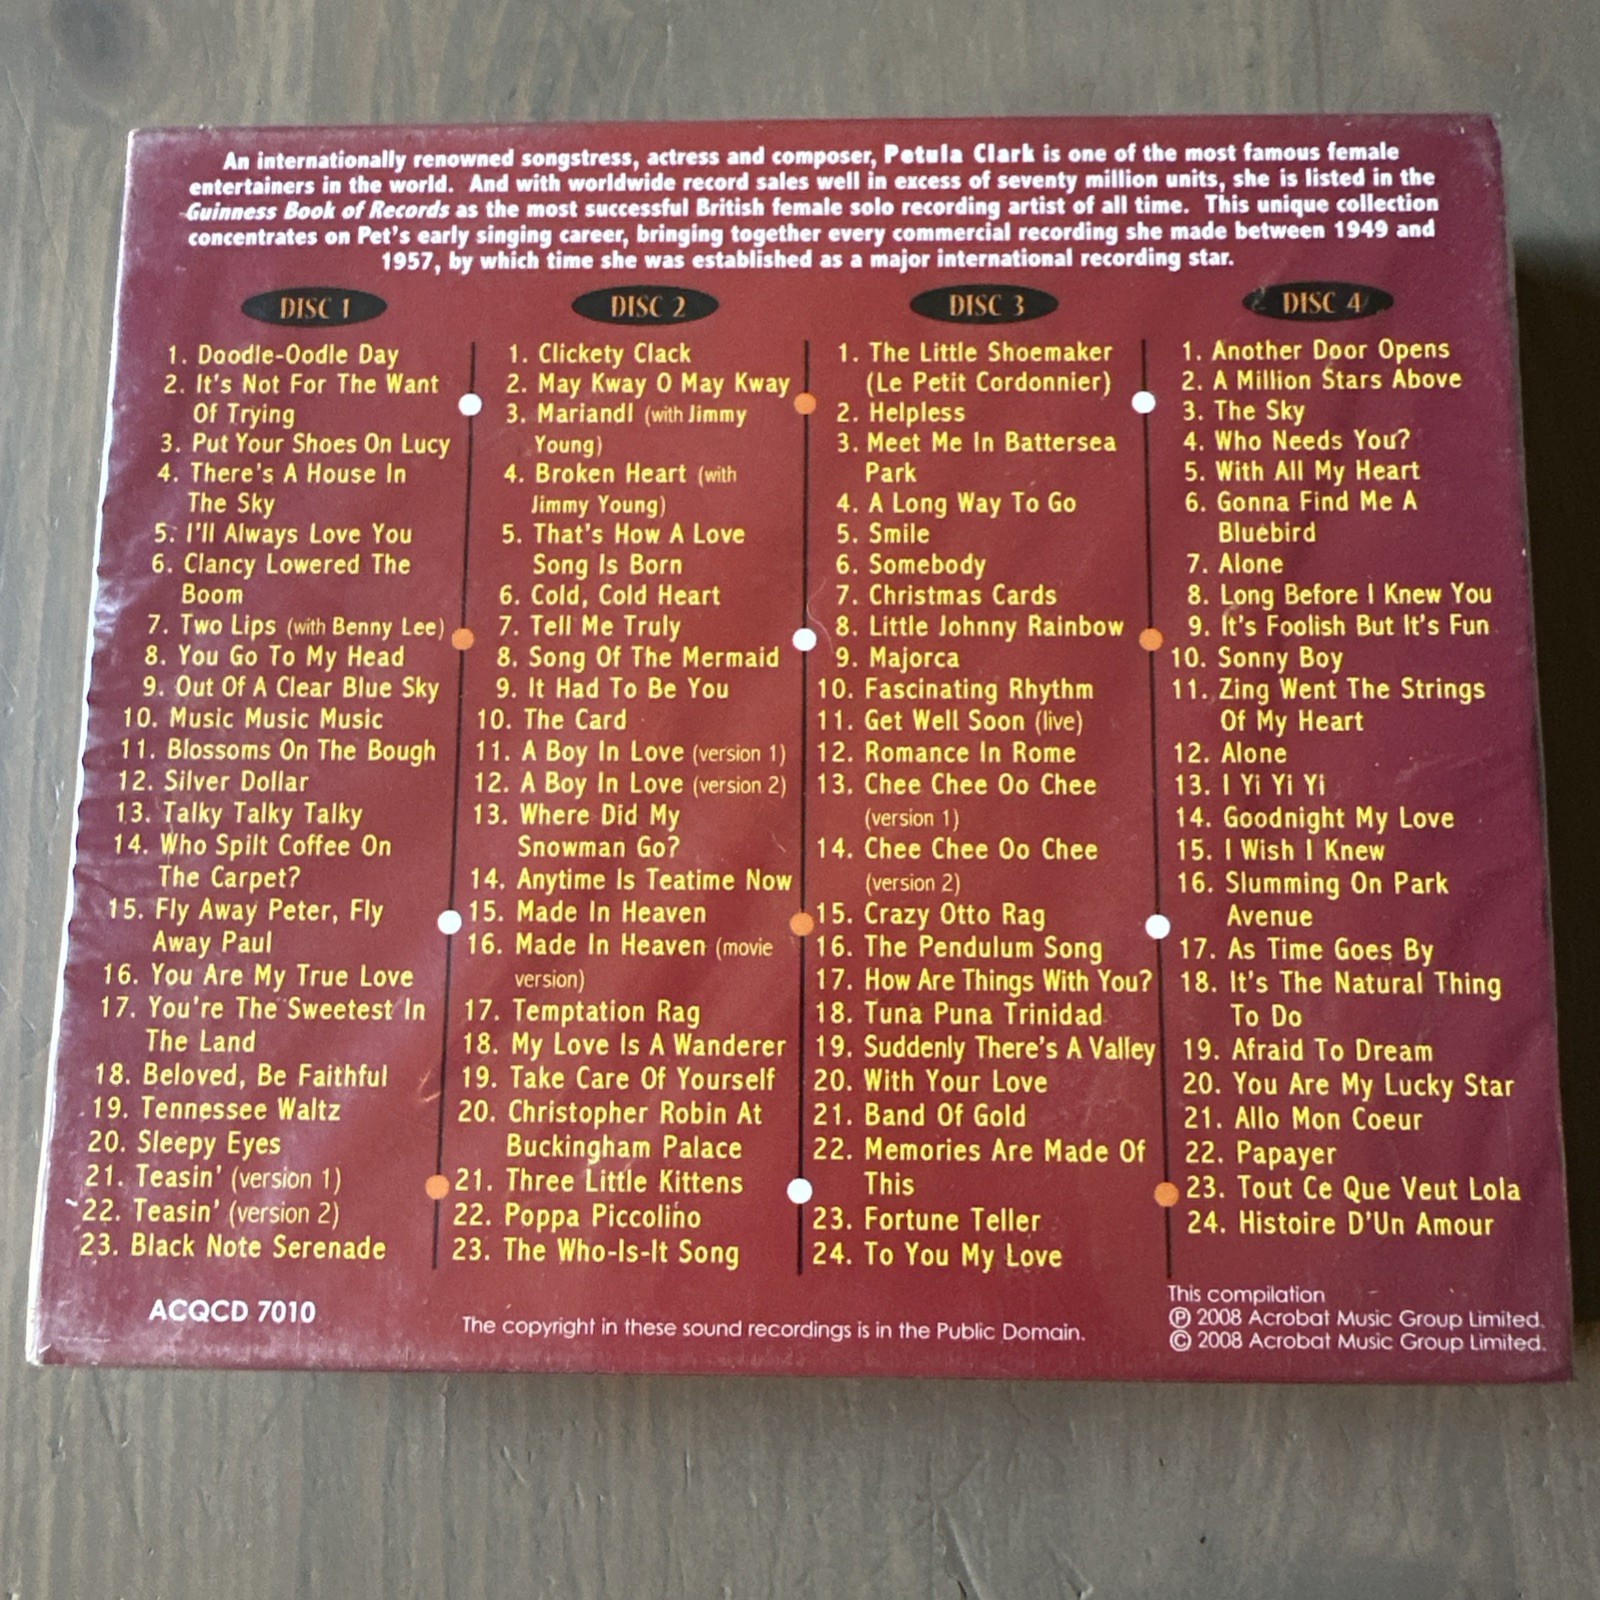 An internationally renowned songstress, actress and composer, Petula Clark is one of the most famous female
entertainers in the world. And with worldwide record sales well in excess of seventy million units, she is listed in the
Guinness Book of Records as the most successful British female solo recording artist of all time. This unique collection
concentrates on Pet's early singing career, bringing together every commercial recording she made between 1949 and
1957, by which time she was established as a major international recording star.
DISC 1
1. Doodle-Oodle Day
2. It's Not For The Want
Of Trying
3. Put Your Shoes On Lucy
4. There's A House In
The Sky
5. I'll Always Love You
6. Clancy Lowered The
Boom
7. Two Lips (with Benny Lee)
8. You Go To My Head
9. Out Of A Clear Blue Sky
10. Music Music Music
11. Blossoms On The Bough
12. Silver Dollar
13. Talky Talky Talky
14. Who Spilt Coffee On
The Carpet?
15. Fly Away Peter, Fly
Away Paul
16. You Are My True Love
17. You're The Sweetest In
The Land
18. Beloved, Be Faithful
19. Tennessee Waltz
20. Sleepy Eyes
21. Teasin' (version 1)
22. Teasin' (version 2)
23. Black Note Serenade
DISC 2
1. Clickety Clack
2. May Kway O May Kway
3. Mariandl (with Jimmy
Young)
4. Broken Heart (with
Jimmy Young)
5. That's How A Love
Song Is Born
6. Cold, Cold Heart
7. Tell Me Truly
8. Song Of The Mermaid
9. It Had To Be You
10. The Card
11. A Boy In Love (version 1)
12. A Boy In Love (version 2)
13. Where Did My
Snowman Go?
14. Anytime Is Teatime Now
15. Made In Heaven
16. Made In Heaven (movie
version)
17. Temptation Rag
18. My Love Is A Wanderer
19. Take Care Of Yourself
20. Christopher Robin At
Buckingham Palace
21. Three Little Kittens
22. Poppa Piccolino
23. The Who-Is-It Song
DISC 3
1. The Little Shoemaker
(Le Petit Cordonnier)
2. Helpless
3. Meet Me In Battersea
Park
4. A Long Way To Go
5. Smile
6. Somebody
7. Christmas Cards
8. Little Johnny Rainbow
9. Majorca
10. Fascinating Rhythm
11. Get Well Soon (live)
12. Romance In Rome
13. Chee Chee Oo Chee
(version 1)
14. Chee Chee Oo Chee
(version 2)
15. Crazy Otto Rag
16. The Pendulum Song
17. How Are Things With You?
18. Tuna Puna Trinidad
19. Suddenly There's A Valley
20. With Your Love
21. Band Of Gold
22. Memories Are Made Of
This
23. Fortune Teller
24. To You My Love
DISC 4
1. Another Door Opens
2. A Million Stars Above
3. The Sky
4. Who Needs You?
5. With All My Heart
6. Gonna Find Me A
Bluebird
7. Alone
8. Long Before I Knew You
9. It's Foolish But It's Fun
10. Sonny Boy
11. Zing Went The Strings
Of My Heart
12. Alone
13. I Yi Yi Yi
14. Goodnight My Love
15. I Wish I Knew
16. Slumming On Park
Avenue
17. As Time Goes By
18. It's The Natural Thing
To Do
19. Afraid To Dream
20. You Are My Lucky Star
21. Allo Mon Coeur
22. Papayer
23. Tout Ce Que Veut Lola
24. Histoire D'Un Amour
ACQCD 7010
The copyright in these sound recordings is in the Public Domain.
This compilation
℗ 2008 Acrobat Music Group Limited.
© 2008 Acrobat Music Group Limited.